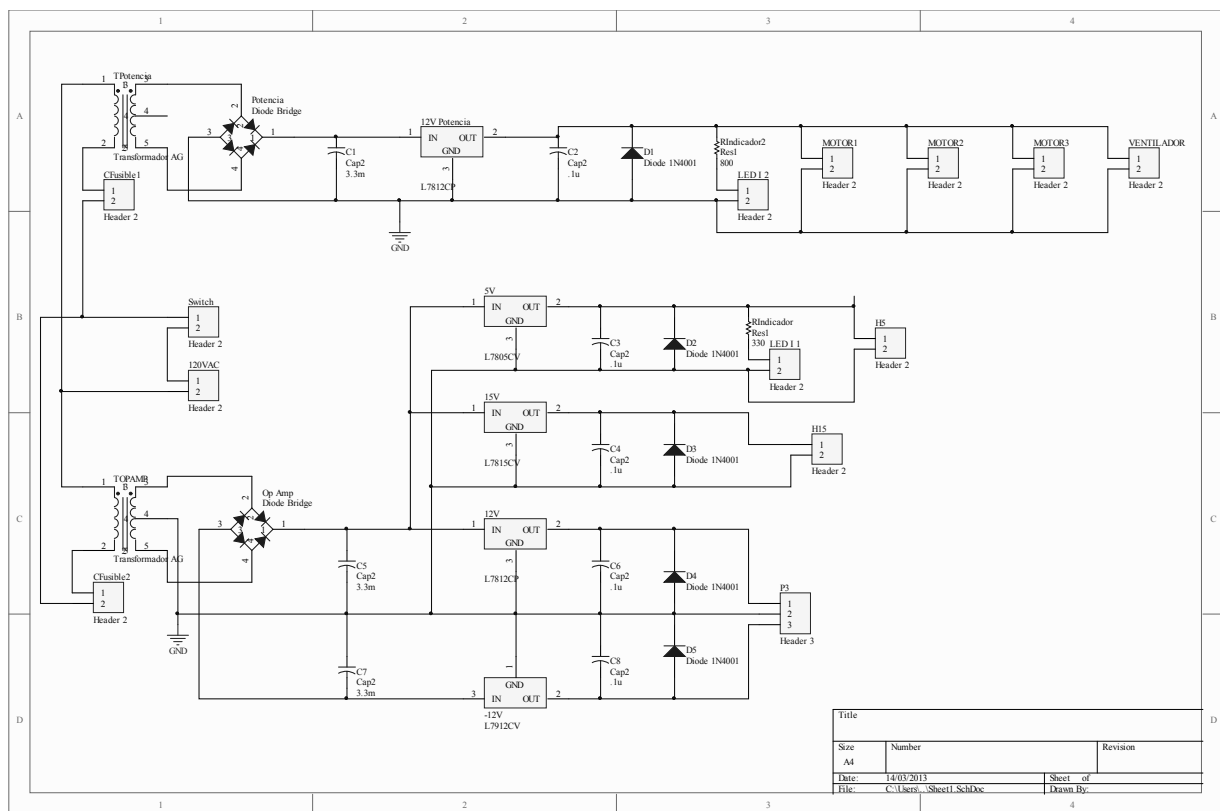 1 2 3 4
A A
B B
C C
D D
1 2 3 4
TPotencia
1 B 3
4
2 5
Transformador AG
CFusible1
1
2
Header 2
Potencia
Diode Bridge
2
3 1
4
C1
Cap2
3.3m
12V Potencia
1 IN OUT 2
GND
3
L7812CP
GND
C2
Cap2
.1u
D1
Diode 1N4001
RIndicador2
Res1
800
LED I 2
1
2
Header 2
MOTOR1
1
2
Header 2
MOTOR2
1
2
Header 2
MOTOR3
1
2
Header 2
VENTILADOR
1
2
Header 2
Switch
1
2
Header 2
120VAC
1
2
Header 2
5V
1 IN OUT 2
GND
3
L7805CV
C3
Cap2
.1u
D2
Diode 1N4001
RIndicador
Res1
330
LED I 1
1
2
Header 2
H5
1
2
Header 2
15V
1 IN OUT 2
GND
3
L7815CV
C4
Cap2
.1u
D3
Diode 1N4001
H15
1
2
Header 2
TOPAMP
1 B 3
4
2 5
Transformador AG
CFusible2
1
2
Header 2
GND
Op Amp
Diode Bridge
2
3 1
4
C5
Cap2
3.3m
12V
1 IN OUT 2
GND
3
L7812CP
C6
Cap2
.1u
D4
Diode 1N4001
P3
1
2
3
Header 3
C7
Cap2
3.3m
1
GND
3 IN OUT 2
-12V
L7912CV
C8
Cap2
.1u
D5
Diode 1N4001
Title
Size Number Revision
A4
Date: 14/03/2013 Sheet of
File: C:\Users\..\Sheet1.SchDoc Drawn By: